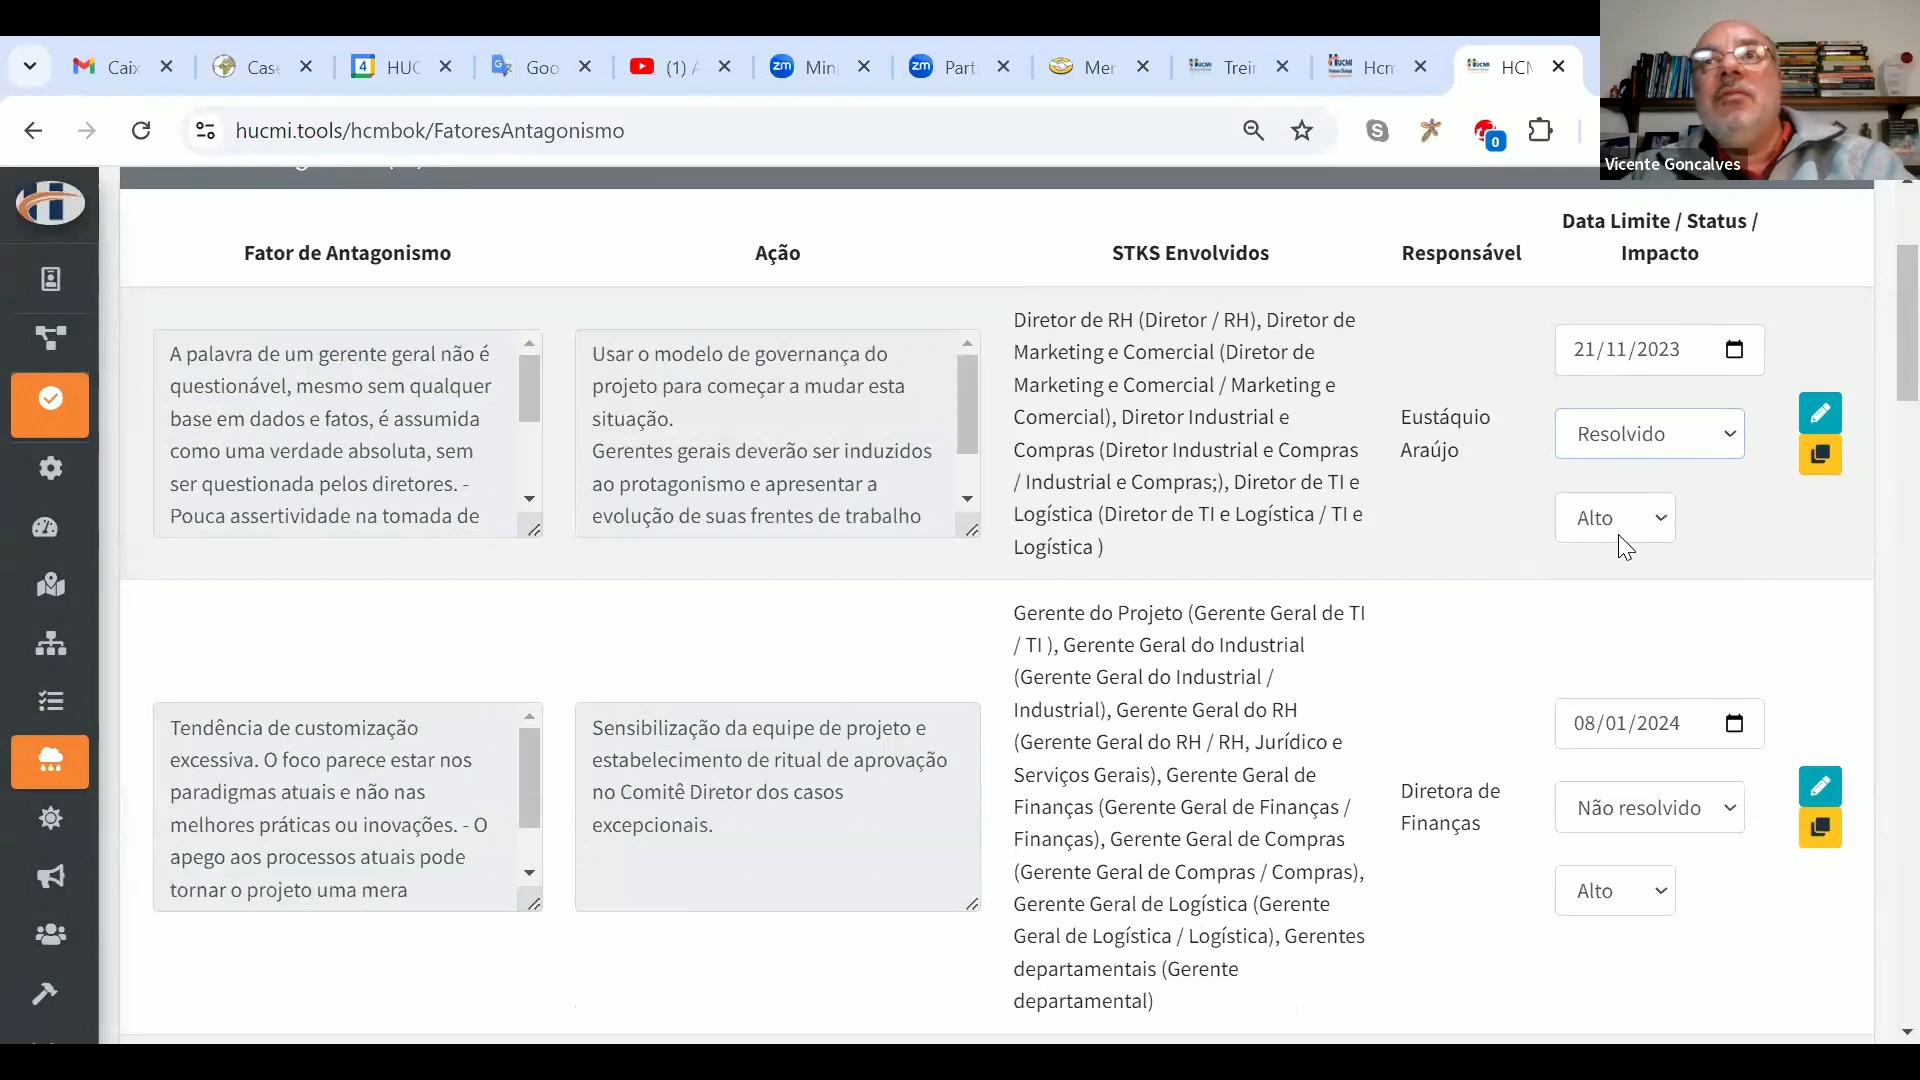 Caix
Cas
4
HUC
Goo
(1) A
zm
Min
zm
Part
Mer
Trei
Hcm
HCM
hucmi.tools/hcmbok/FatoresAntagonismo
0
Vicente Goncalves
Fator de Antagonismo
Ação
STKS Envolvidos
Responsável
Data Limite / Status /
Impacto
A palavra de um gerente geral não é
questionável, mesmo sem qualquer
base em dados e fatos, é assumida
como uma verdade absoluta, sem
ser questionada pelos diretores. -
Pouca assertividade na tomada de
Usar o modelo de governança do
projeto para começar a mudar esta
situação.
Gerentes gerais deverão ser induzidos
ao protagonismo e apresentar a
evolução de suas frentes de trabalho
Diretor de RH (Diretor / RH), Diretor de
Marketing e Comercial (Diretor de
Marketing e Comercial / Marketing e
Comercial), Diretor Industrial e
Compras (Diretor Industrial e Compras
/ Industrial e Compras;), Diretor de TI e
Logística (Diretor de TI e Logística / TI e
Logística )
Eustáquio
Araújo
21/11/2023
Resolvido
Alto
Tendência de customização
excessiva. O foco parece estar nos
paradigmas atuais e não nas
melhores práticas ou inovações. - O
apego aos processos atuais pode
tornar o projeto uma mera
Sensibilização da equipe de projeto e
estabelecimento de ritual de aprovação
no Comitê Diretor dos casos
excepcionais.
Gerente do Projeto (Gerente Geral de TI
/ TI ), Gerente Geral do Industrial
(Gerente Geral do Industrial /
Industrial), Gerente Geral do RH
(Gerente Geral do RH / RH, Jurídico e
Serviços Gerais), Gerente Geral de
Finanças (Gerente Geral de Finanças /
Finanças), Gerente Geral de Compras
(Gerente Geral de Compras / Compras),
Gerente Geral de Logística (Gerente
Geral de Logística / Logística), Gerentes
departamentais (Gerente
departamental)
Diretora de
Finanças
08/01/2024
Não resolvido
Alto